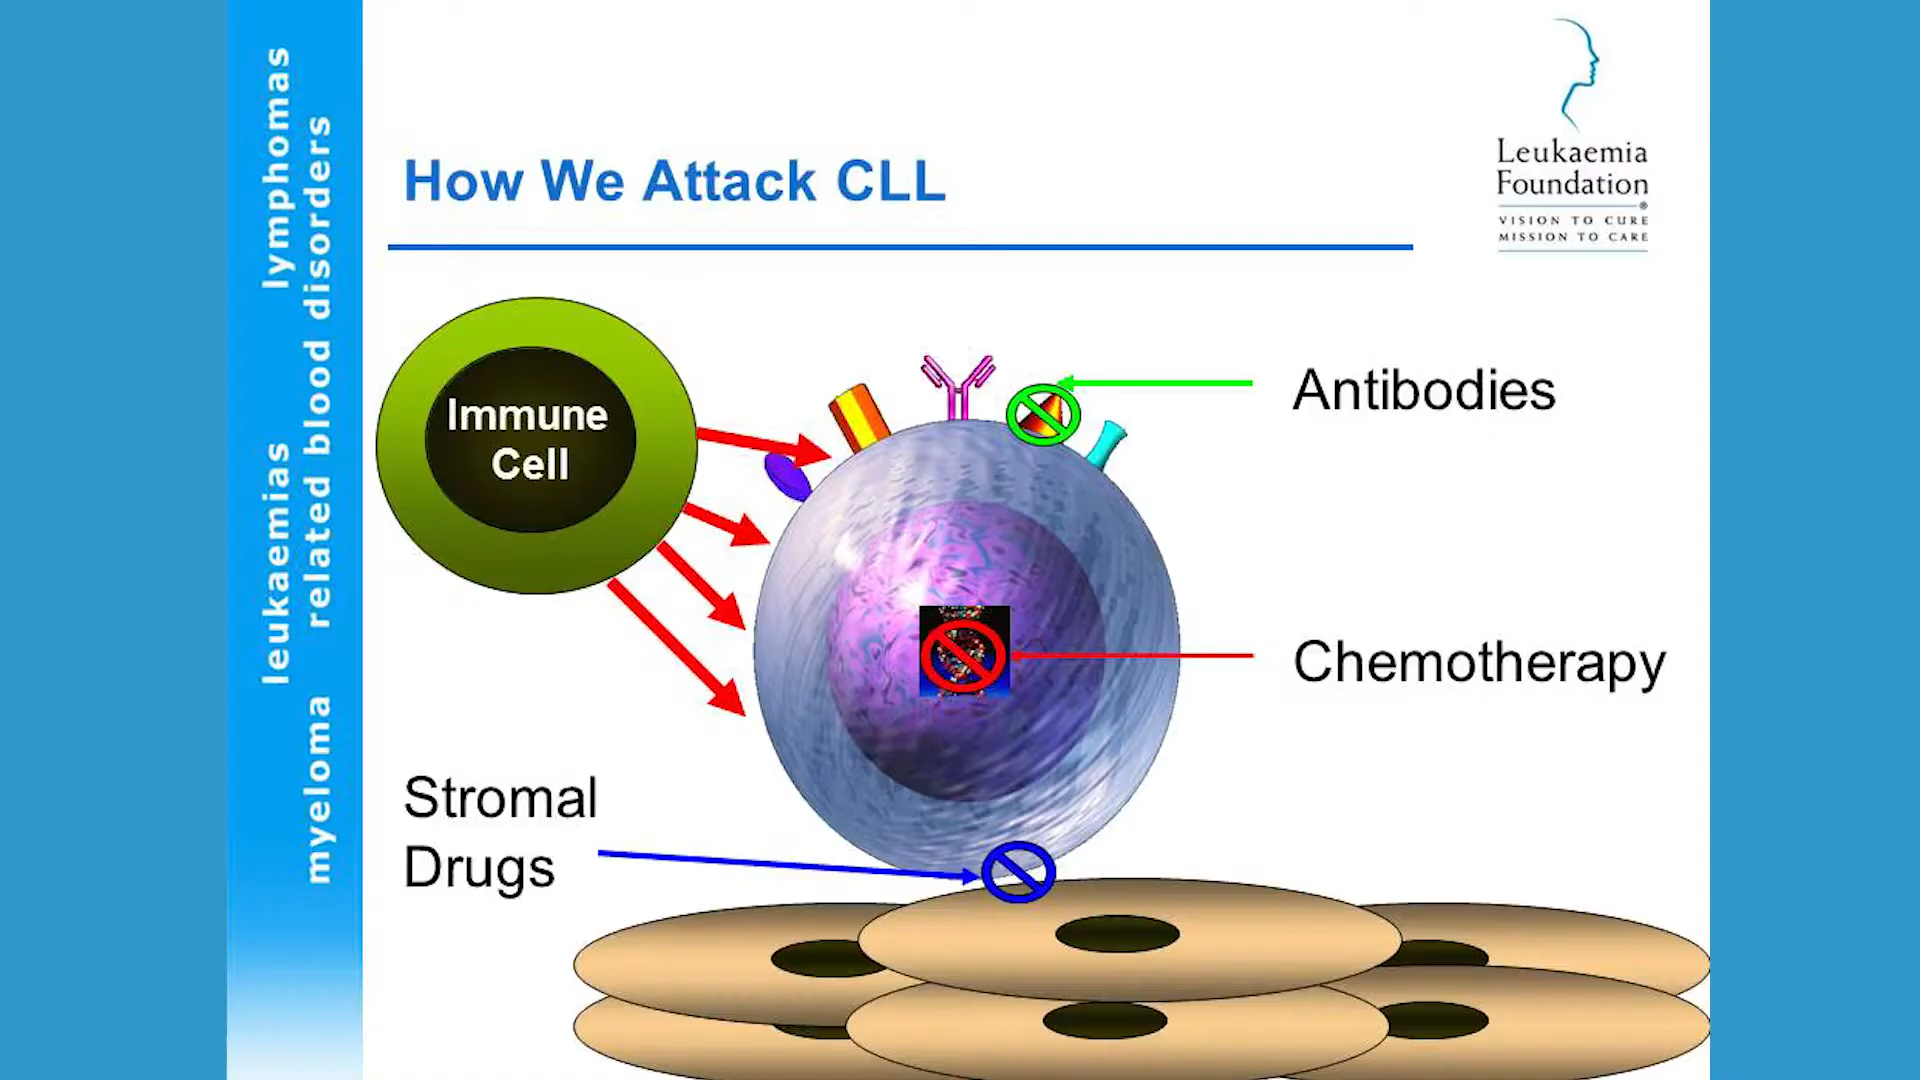 lymphomas
related blood disorders
leukaemias
myeloma
How We Attack CLL
Leukaemia
Foundation®
VISION TO CURE
MISSION TO CARE
Immune
Cell
Antibodies
Chemotherapy
Stromal
Drugs